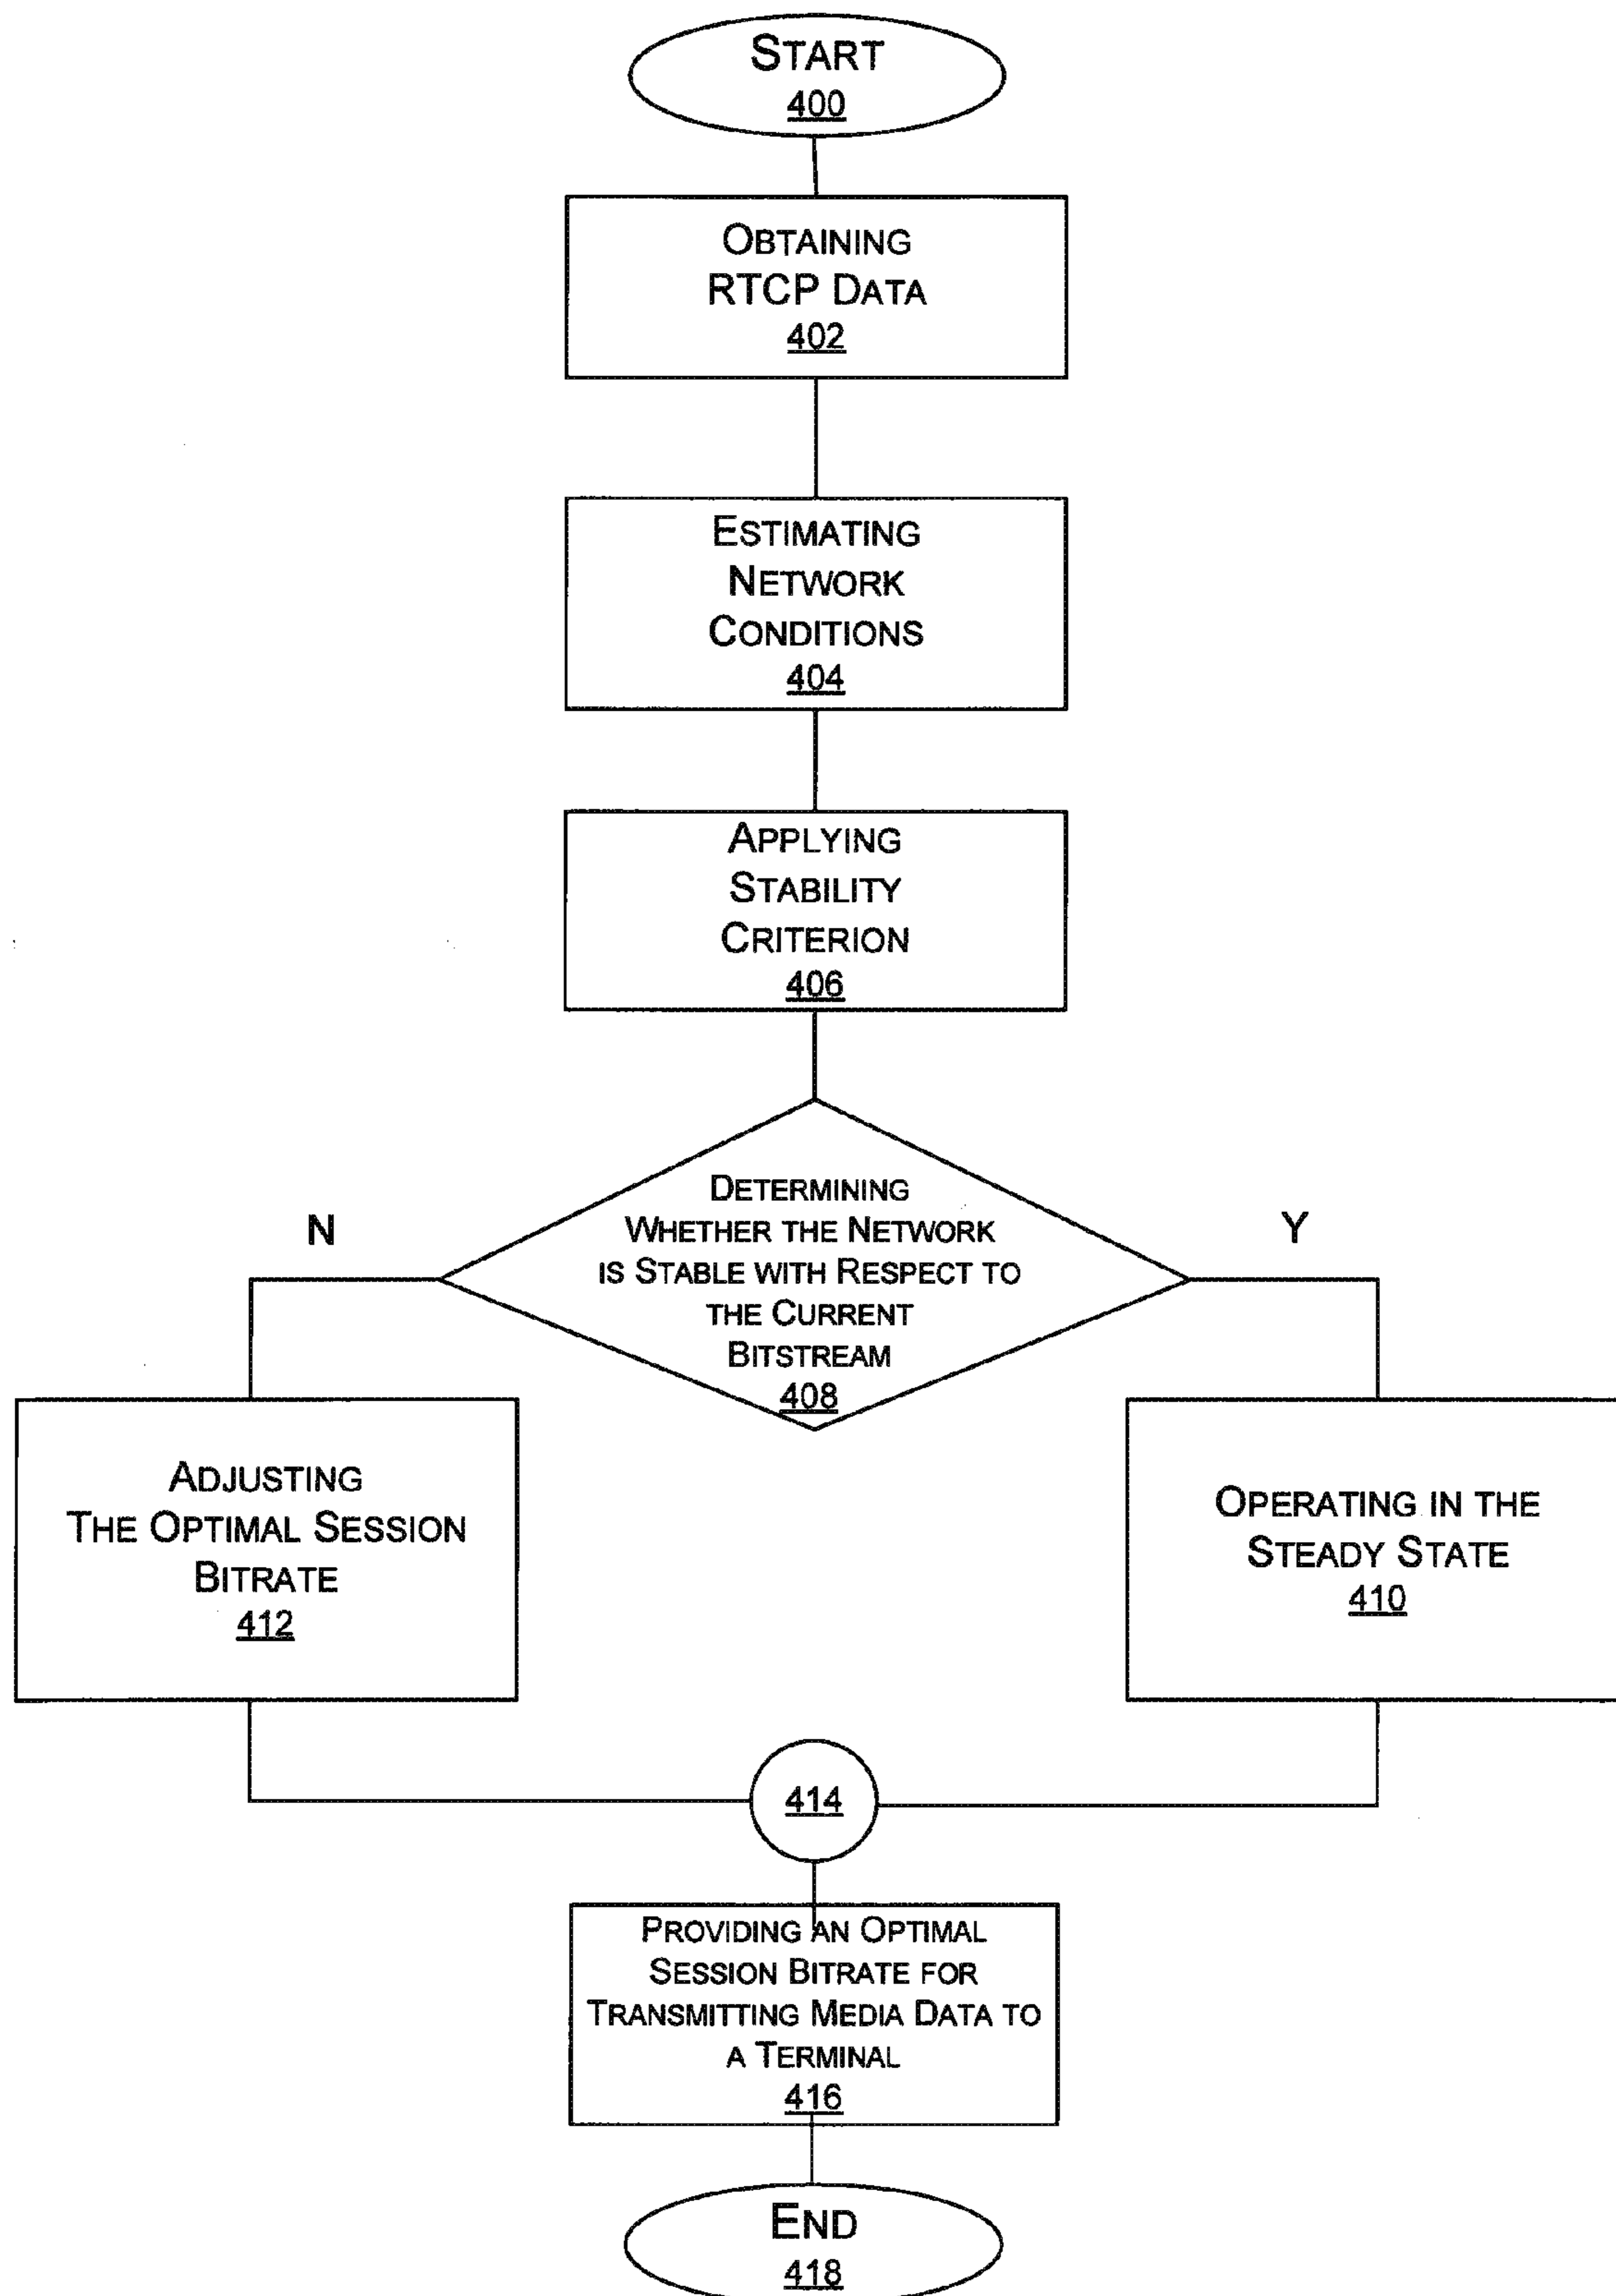 START
400
OBTAINING
RTCP DATA
402
ESTIMATING
NETWORK
CONDITIONS
404
APPLYING
STABILITY
CRITERION
406
DETERMINING
WHETHER THE NETWORK
IS STABLE WITH RESPECT TO
THE CURRENT
BITSTREAM
408
N
Y
ADJUSTING
THE OPTIMAL SESSION
BITRATE
412
OPERATING IN THE
STEADY STATE
410
414
PROVIDING AN OPTIMAL
SESSION BITRATE FOR
TRANSMITTING MEDIA DATA TO
A TERMINAL
416
END
418